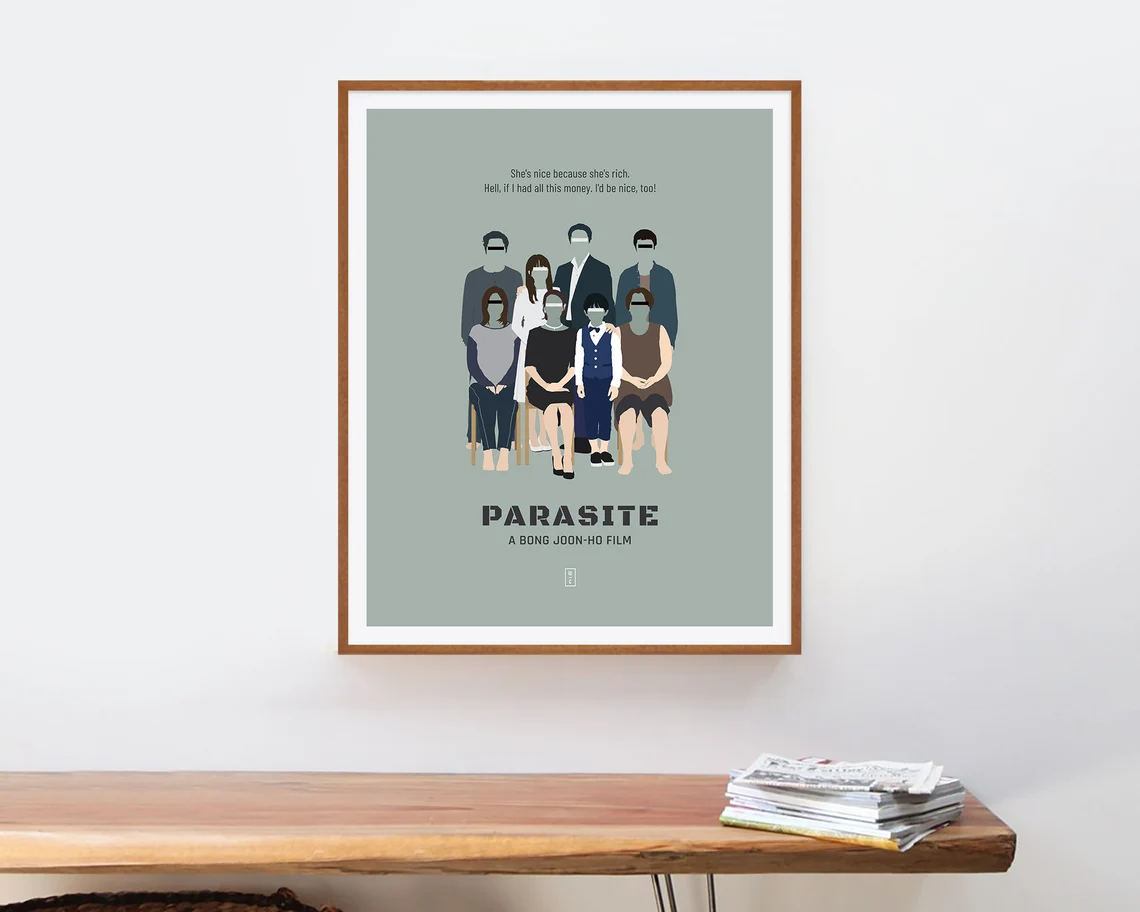 She's nice because she's rich.
Hell, if I had all this money. I'd be nice, too!
PARASITE
A BONG JOON-HO FILM